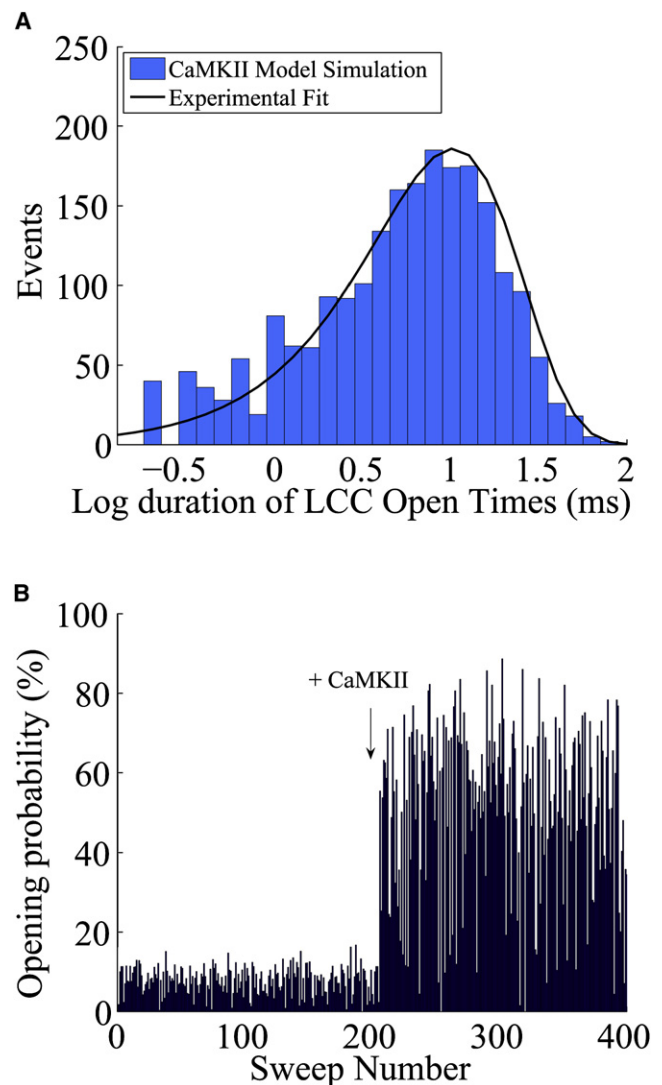 A
250
200
150
100
50
0
Events
CaMKII Model Simulation
Experimental Fit
−0.5 0 0.5 1 1.5 2
Log duration of LCC Open Times (ms)
B
100
80
60
40
20
0
Opening probability (%)
+ CaMKII
0 100 200 300 400
Sweep Number